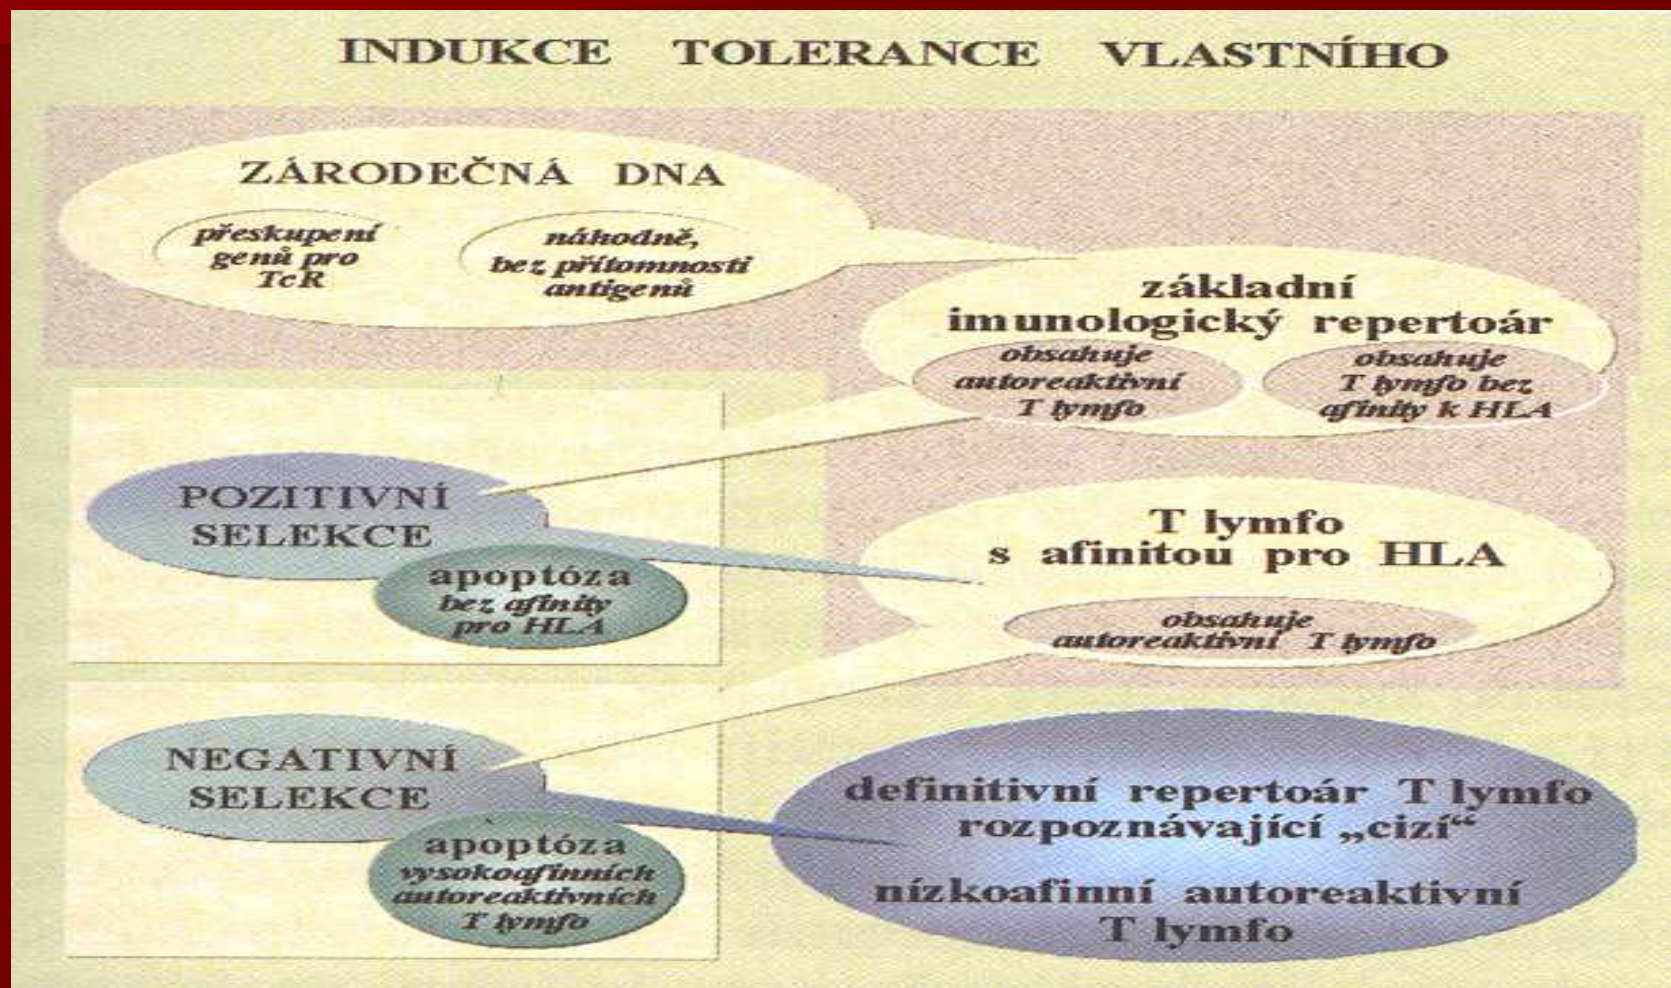 INDUKCE TOLERANCE VLASTNÍHO
ZÁRODEČNÁ DNA
přeskupení
genů pro
TcR
náhodně,
bez přítomnosti
antigenů
základní
imunologický repertoár
obsahuje
autoreaktivní
T lymfo
obsahuje
T lymfo bez
afinity k HLA
POZITIVNÍ
SELEKCE
apoptóza
bez afinity
pro HLA
T lymfo
s afinitou pro HLA
obsahuje
autoreaktivní T lymfo
NEGATIVNÍ
SELEKCE
apoptóza
vysokoafinních
autoreaktivních
T lymfo
definitivní repertoár T lymfo
rozpoznávající „cizí“
nízkoafinní autoreaktivní
T lymfo